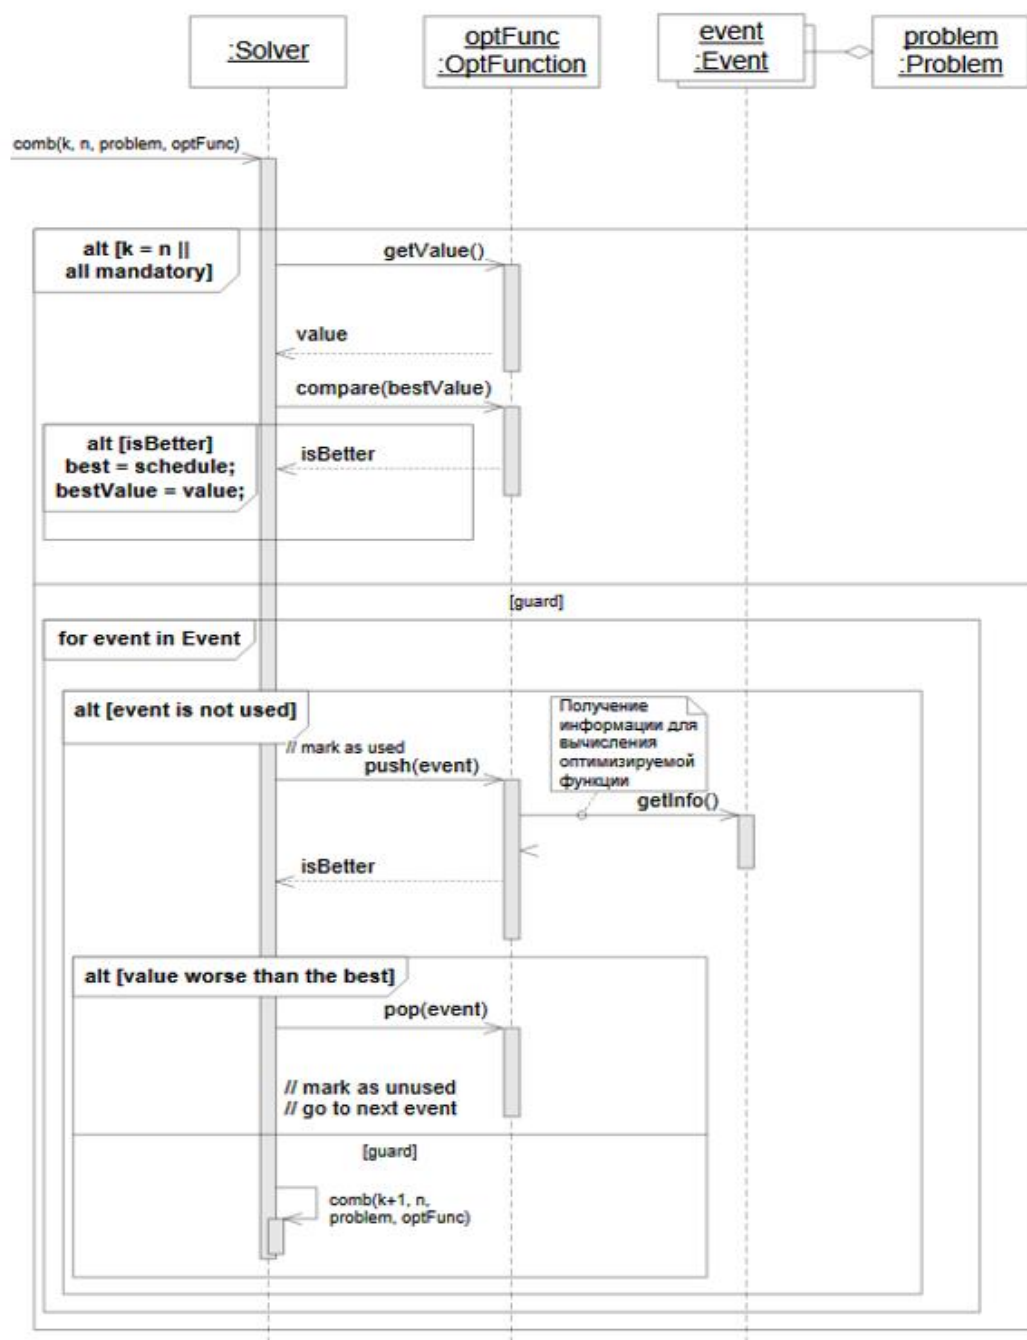 :Solver
optFunc
:OptFunction
event
:Event
problem
:Problem
comb(k, n, problem, optFunc)
alt [k = n ||
all mandatory]
getValue()
value
compare(bestValue)
alt [isBetter]
best = schedule;
bestValue = value;
isBetter
[guard]
for event in Event
alt [event is not used]
Получение
информации для
вычисления
оптимизируемой
функции
// mark as used
push(event)
getInfo()
isBetter
alt [value worse than the best]
pop(event)
// mark as unused
// go to next event
[guard]
comb(k+1, n,
problem, optFunc)